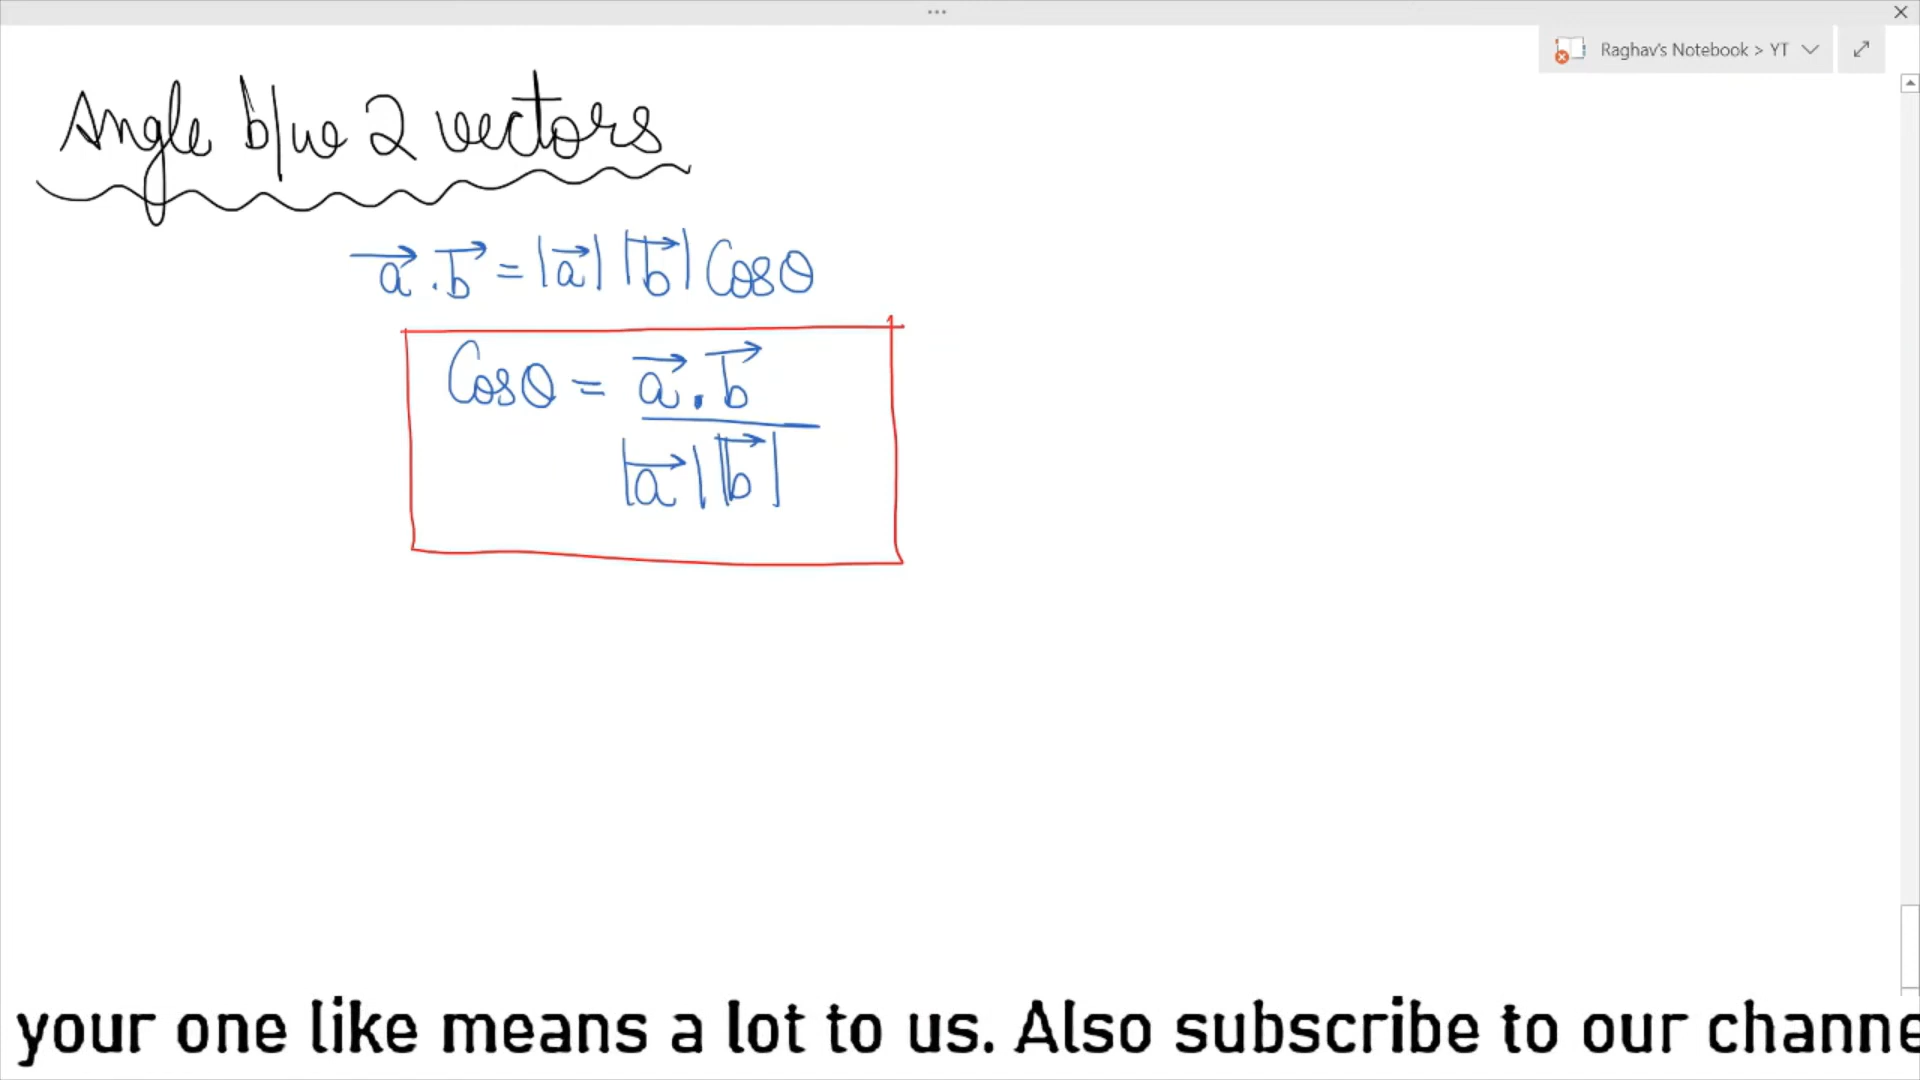 Raghav's Notebook > YT
Angle b/w 2 vectors
a⃗ . b⃗ = |a⃗| |b⃗| Cosθ
Cosθ = a⃗ . b⃗
|a⃗| |b⃗|
your one like means a lot to us. Also subscribe to our channe